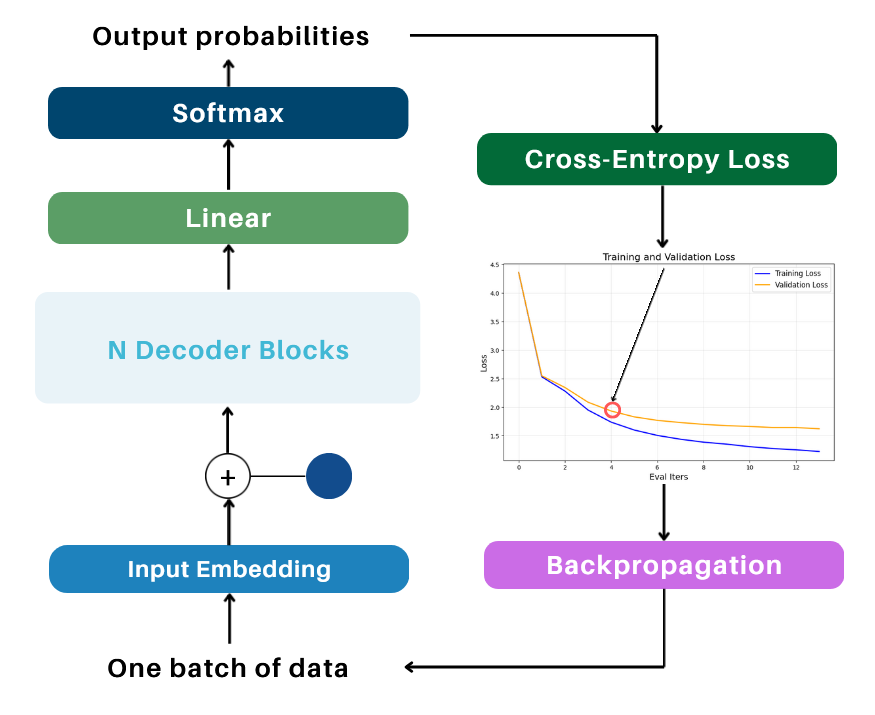 Output probabilities
Softmax
Linear
N Decoder Blocks
+
Input Embedding
One batch of data
Cross-Entropy Loss
Training and Validation Loss
Training Loss
Validation Loss
Loss
4.5
4.0
3.5
3.0
2.5
2.0
1.5
0 2 4 6 8 10 12
Eval Iters
Backpropagation